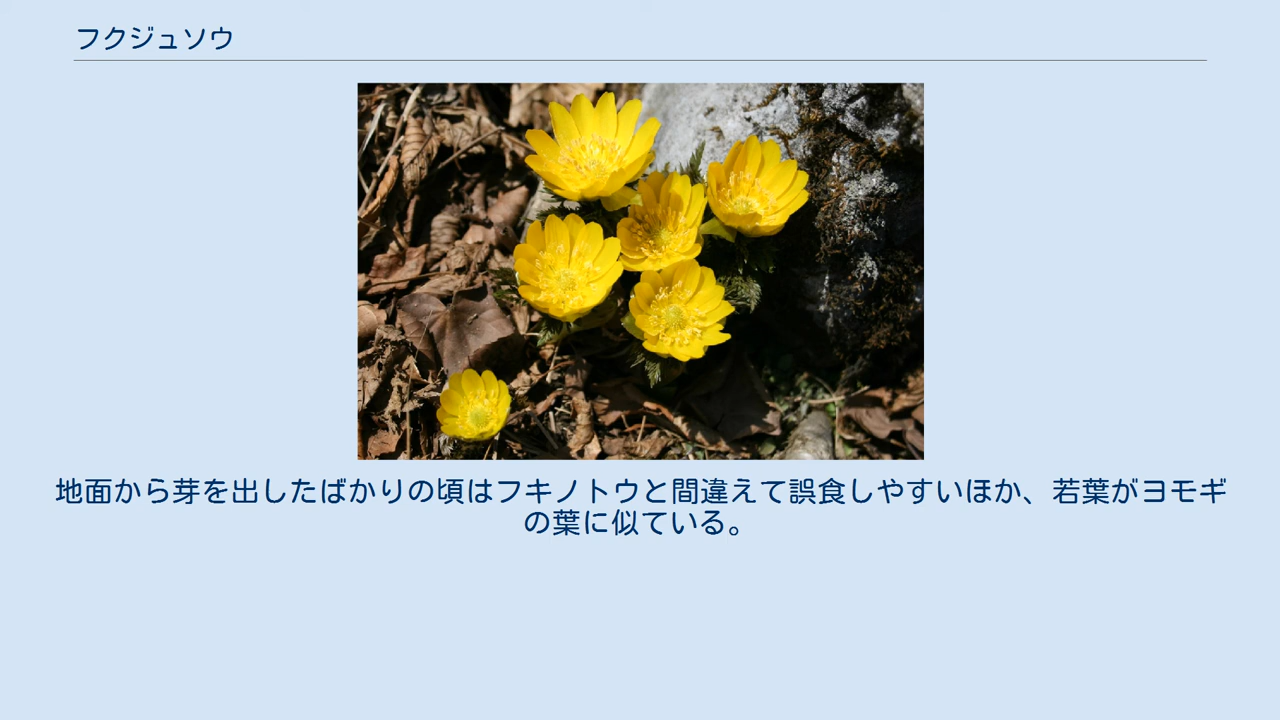 フクジュソウ
地面から芽を出したばかりの頃はフキノトウと間違えて誤食しやすいほか、若葉がヨモギ
の葉に似ている。